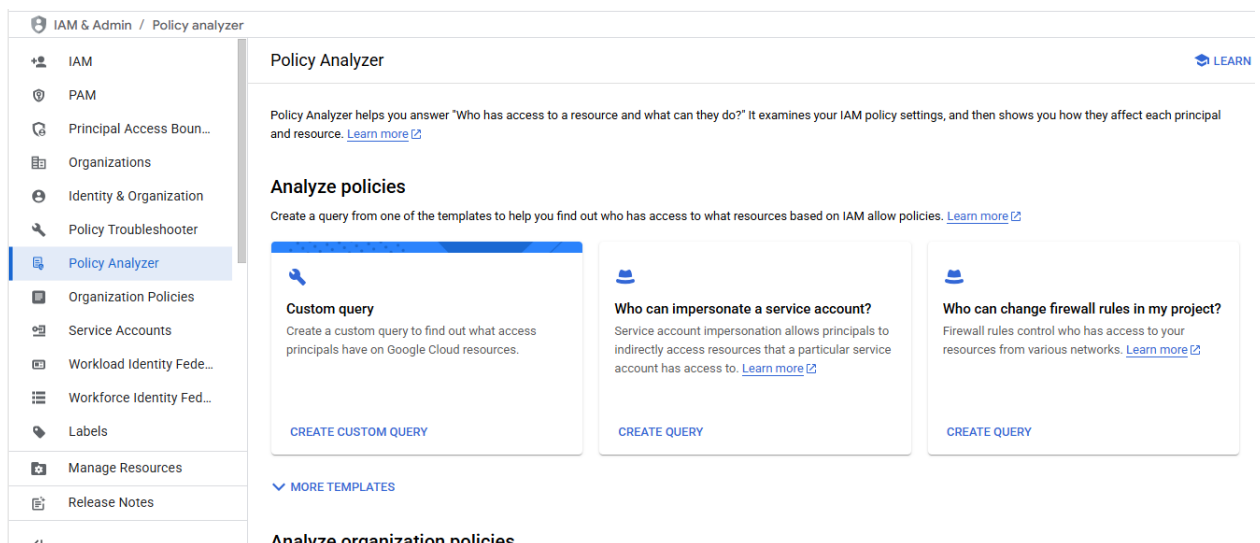 IAM & Admin / Policy analyzer
IAM
PAM
Principal Access Boun...
Organizations
Identity & Organization
Policy Troubleshooter
Policy Analyzer
Organization Policies
Service Accounts
Workload Identity Fede...
Workforce Identity Fed...
Labels
Manage Resources
Release Notes
Policy Analyzer
LEARN
Policy Analyzer helps you answer "Who has access to a resource and what can they do?" It examines your IAM policy settings, and then shows you how they affect each principal
and resource. Learn more
Analyze policies
Create a query from one of the templates to help you find out who has access to what resources based on IAM allow policies. Learn more
Custom query
Create a custom query to find out what access
principals have on Google Cloud resources.
CREATE CUSTOM QUERY
Who can impersonate a service account?
Service account impersonation allows principals to
indirectly access resources that a particular service
account has access to. Learn more
CREATE QUERY
Who can change firewall rules in my project?
Firewall rules control who has access to your
resources from various networks. Learn more
CREATE QUERY
MORE TEMPLATES
Analyze organization policies